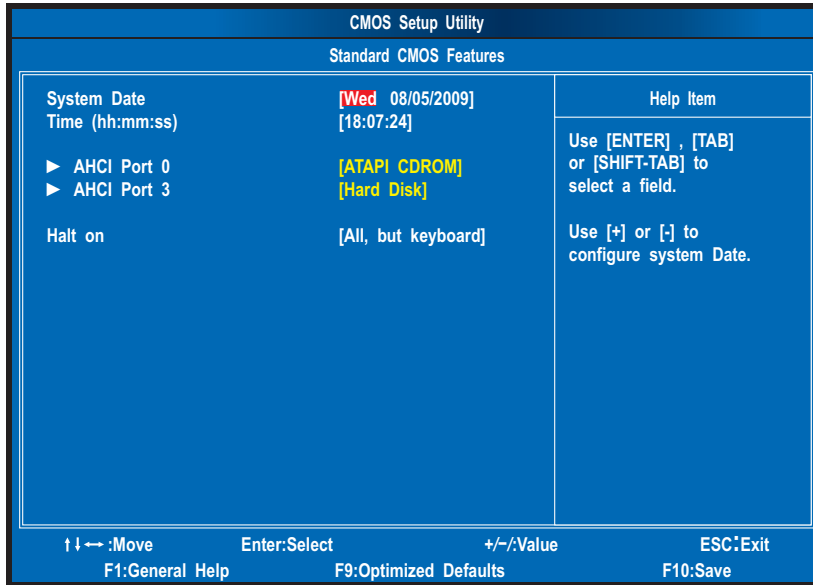 CMOS Setup Utility
Standard CMOS Features
System Date [Wed 08/05/2009]
Time (hh:mm:ss) [18:07:24]
► AHCI Port 0 [ATAPI CDROM]
► AHCI Port 3 [Hard Disk]
Halt on [All, but keyboard]
Help Item
Use [ENTER] , [TAB]
or [SHIFT-TAB] to
select a field.
Use [+] or [-] to
configure system Date.
↑↓↔ :Move Enter:Select +/−/:Value ESC:Exit
F1:General Help F9:Optimized Defaults F10:Save